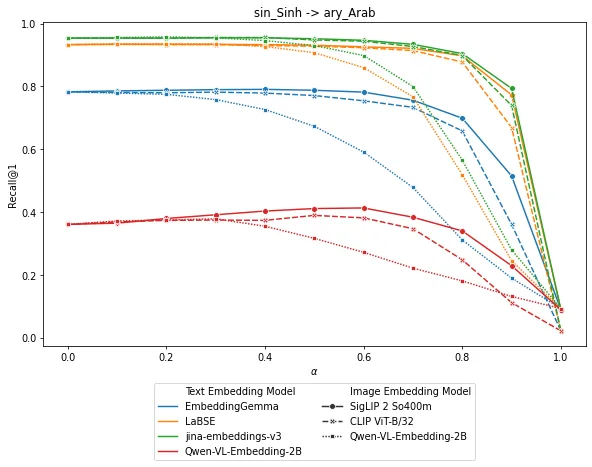 sin_Sinh -> ary_Arab
Recall@1
1.0
0.8
0.6
0.4
0.2
0.0
0.0 0.2 0.4 0.6 0.8 1.0
α
Text Embedding Model
EmbeddingGemma
LaBSE
jina-embeddings-v3
Qwen-VL-Embedding-2B
Image Embedding Model
SigLIP 2 So400m
CLIP ViT-B/32
Qwen-VL-Embedding-2B